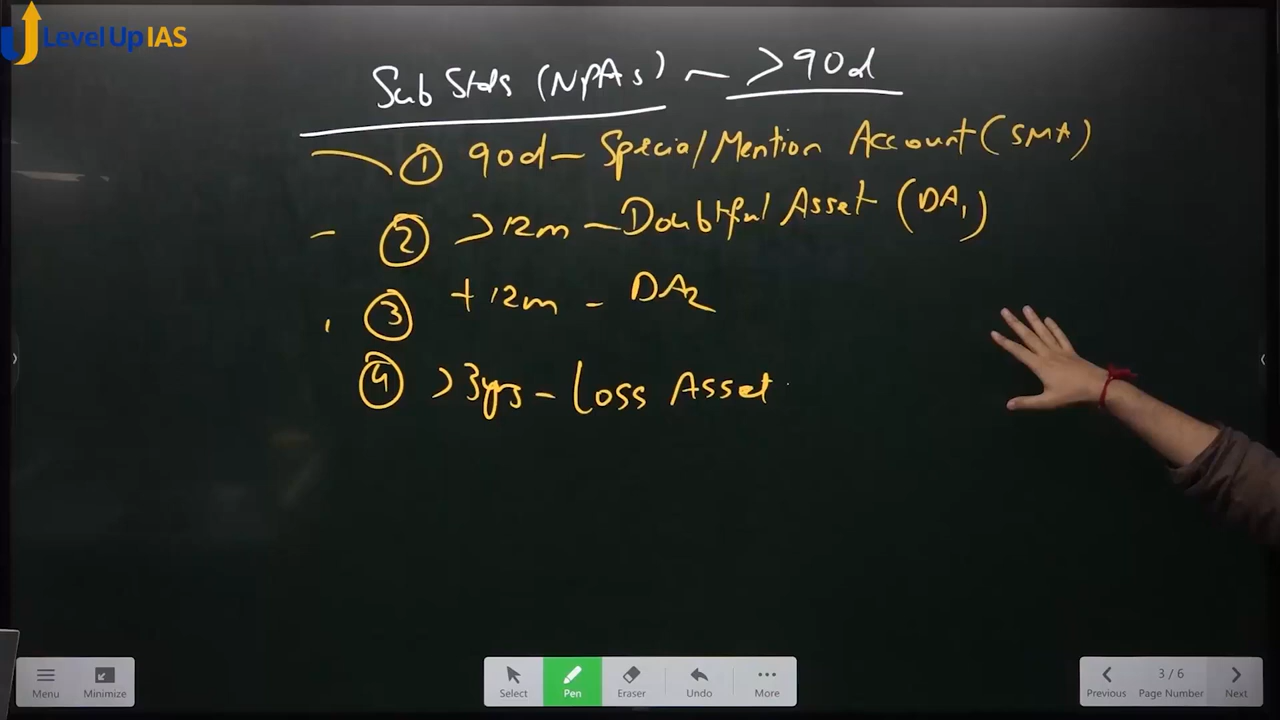 Level Up IAS
Sub Stds (NPAs) ~ >90d
① 90d - Special Mention Account (SMA)
② >12m - Doubtful Asset (DA1)
③ +12m - DA2
④ >3yrs - Loss Asset
Menu
Minimize
Select
Pen
Eraser
Undo
More
Previous
3 / 6
Page Number
Next